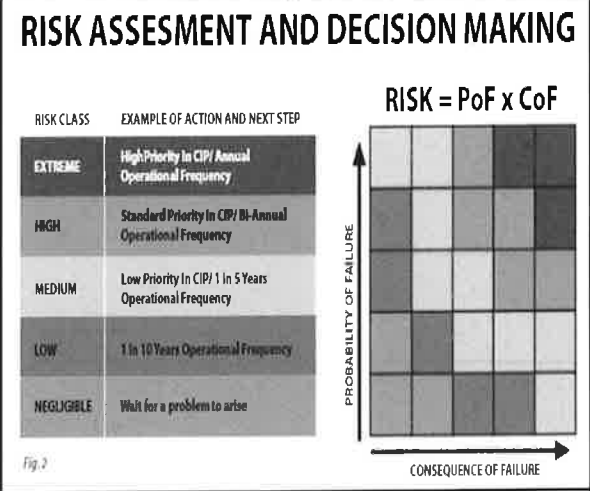 RISK ASSESMENT AND DECISION MAKING
RISK CLASS
EXAMPLE OF ACTION AND NEXT STEP
EXTREME
High Priority In CIP/ Annual
Operational Frequency
HIGH
Standard Priority In CIP/ Bi-Annual
Operational Frequency
MEDIUM
Low Priority In CIP/ 1 in 5 Years
Operational Frequency
LOW
1 in 10 Years Operational Frequency
NEGLIGIBLE
Wait for a problem to arise
Fig.2
RISK = PoF x CoF
PROBABILITY OF FAILURE
CONSEQUENCE OF FAILURE